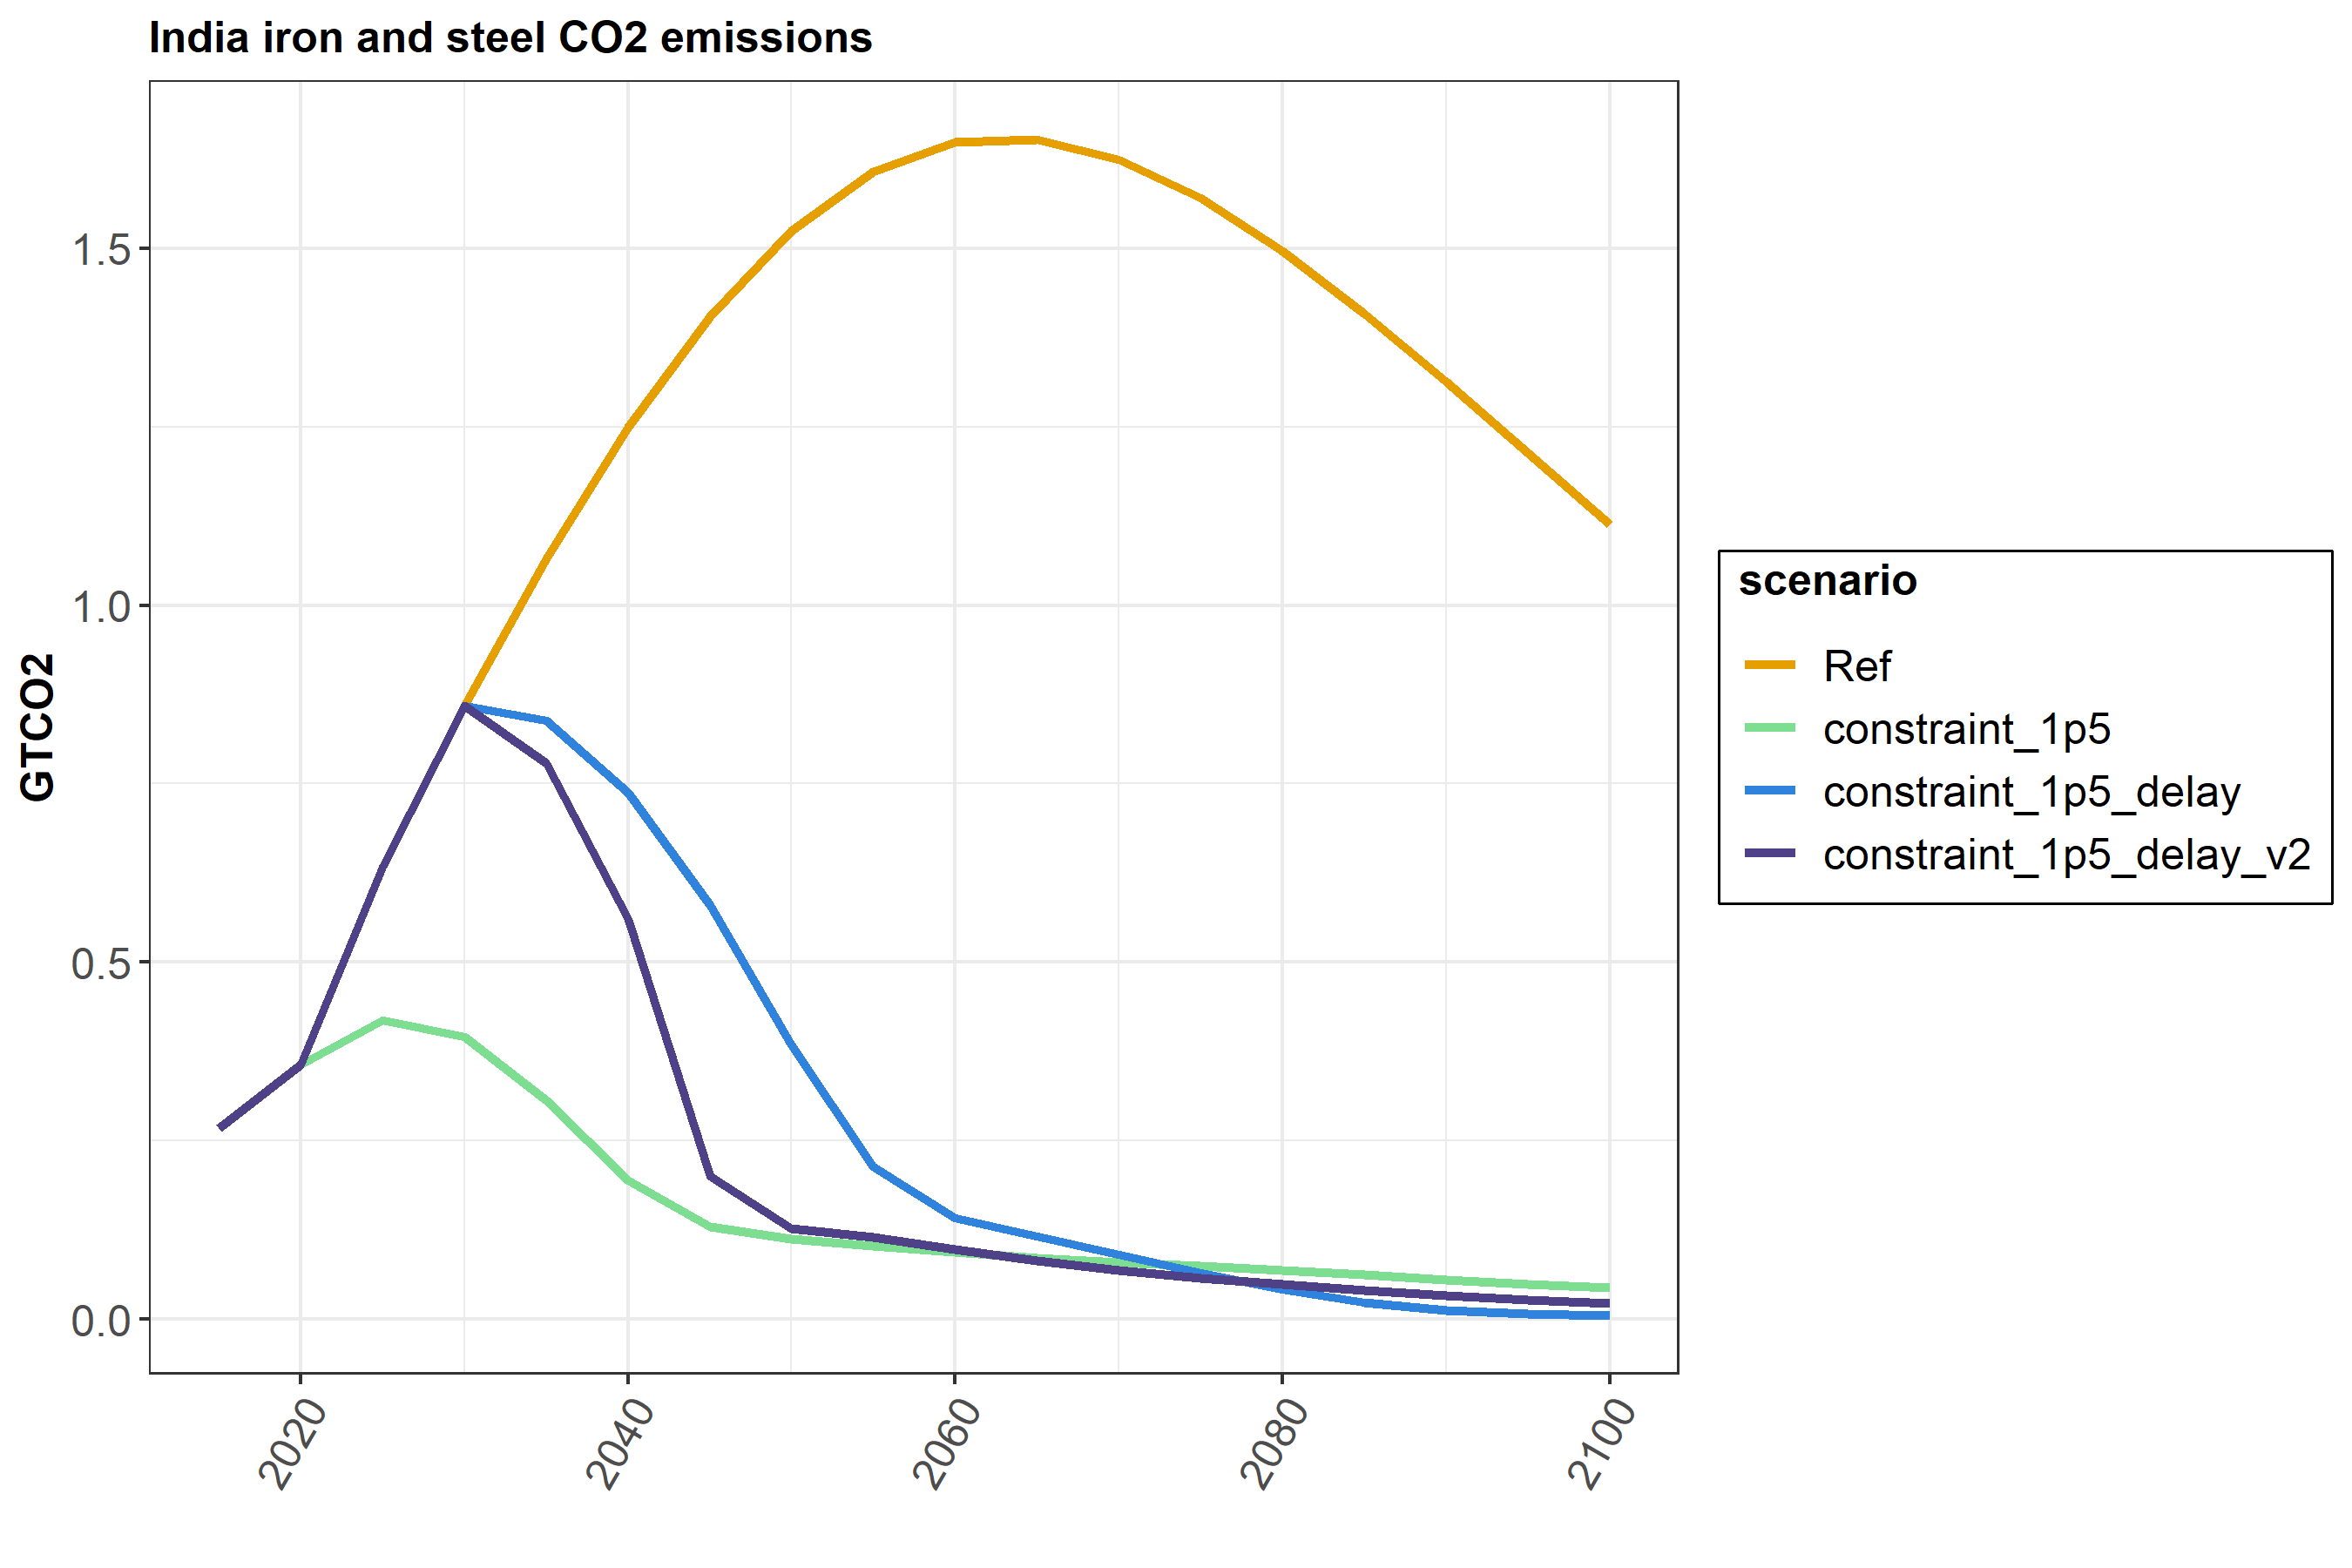 India iron and steel CO2 emissions
GTCO2
1.5
1.0
0.5
0.0
2020
2040
2060
2080
2100
scenario
Ref
constraint_1p5
constraint_1p5_delay
constraint_1p5_delay_v2